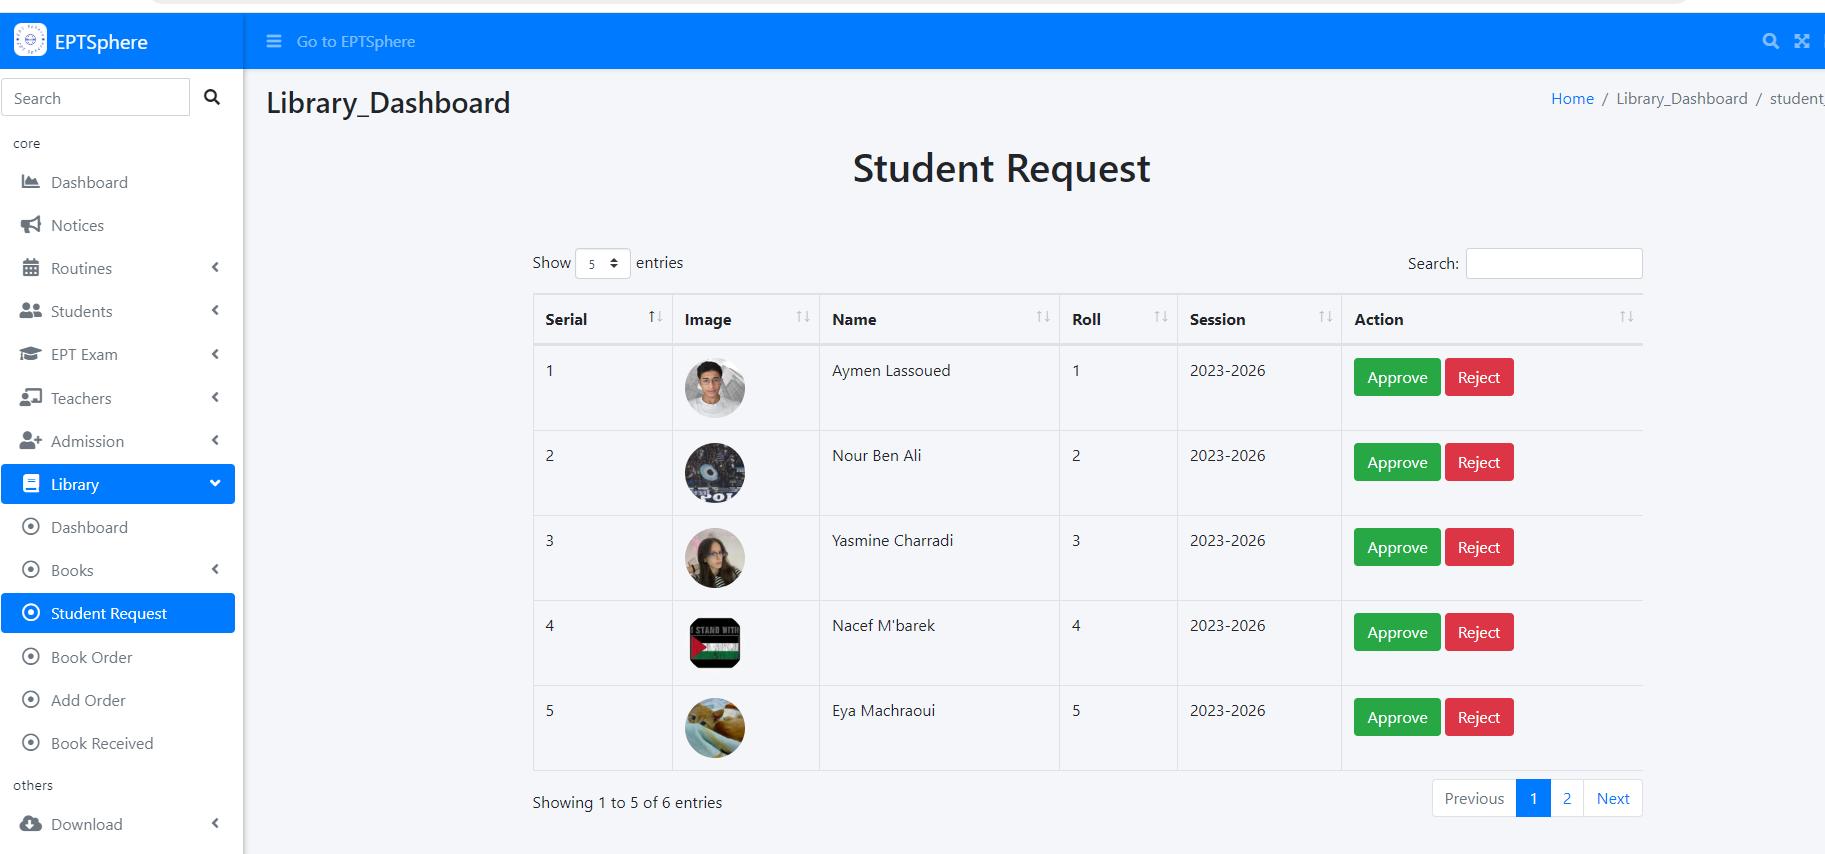 EPTSphere
Go to EPTSphere
Search
Library_Dashboard
Home / Library_Dashboard / student_
core
Dashboard
Notices
Routines
Students
EPT Exam
Teachers
Admission
Library
Dashboard
Books
Student Request
Book Order
Add Order
Book Received
others
Download
Student Request
Show 5 entries
Search:
Serial Image Name Roll Session Action
1 Aymen Lassoued 1 2023-2026 Approve Reject
2 Nour Ben Ali 2 2023-2026 Approve Reject
3 Yasmine Charradi 3 2023-2026 Approve Reject
4 I STAND WITH Nacef M'barek 4 2023-2026 Approve Reject
5 Eya Machraoui 5 2023-2026 Approve Reject
Showing 1 to 5 of 6 entries
Previous 1 2 Next